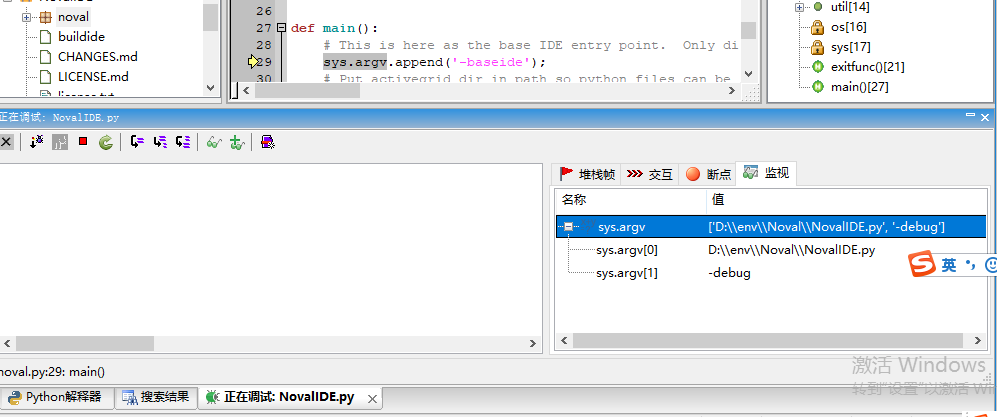 NovalIDE
noval
buildide
CHANGES.md
LICENSE.md
license.txt
26
27 def main():
28 # This is here as the base IDE entry point. Only di
29 sys.argv.append('-baseide');
30 # Put activegrid dir in path so python files can be
util[14]
os[16]
sys[17]
exitfunc()[21]
main()[27]
正在调试: NovalIDE.py
堆栈帧 交互 断点 监视
名称 值
sys.argv ['D:\\env\\Noval\\NovalIDE.py', '-debug']
sys.argv[0] D:\\env\\Noval\\NovalIDE.py
sys.argv[1] -debug
英
激活 Windows
转到"设置"以激活 Wi
noval.py:29: main()
Python解释器 搜索结果 正在调试: NovalIDE.py